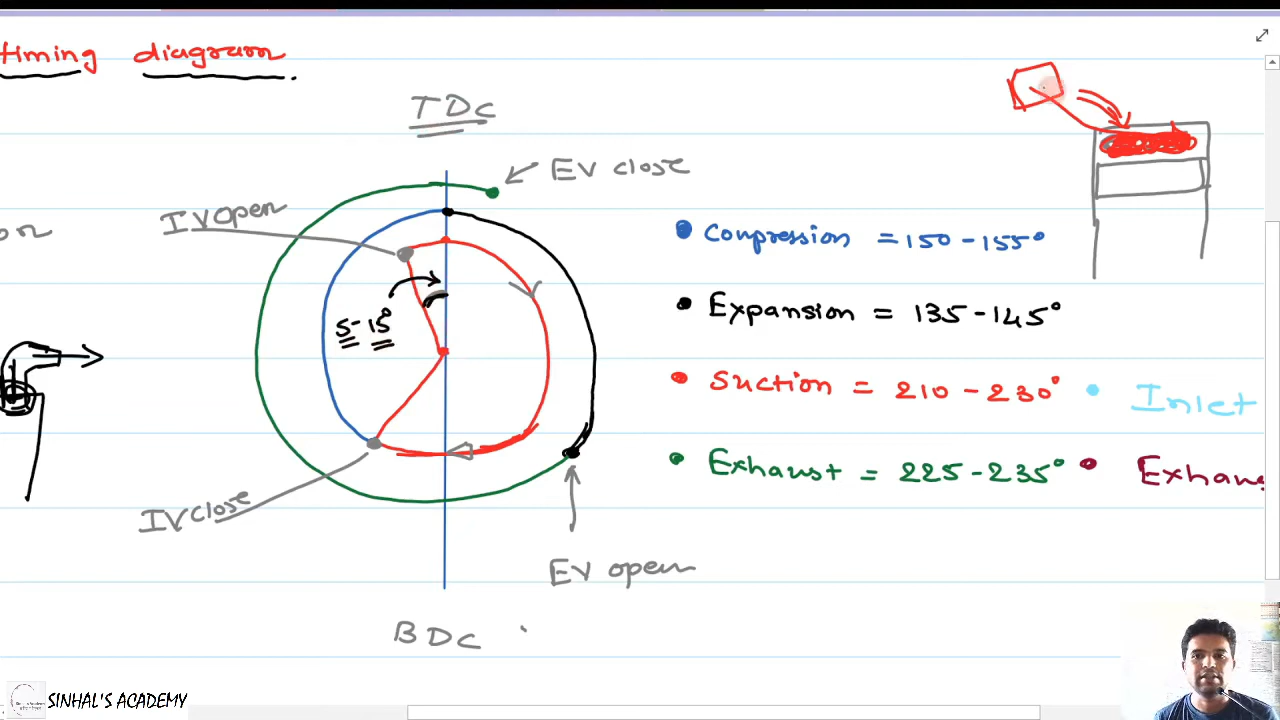 timing diagram
TDC
EV close
IV Open
Compression = 150 - 155°
5 - 15°
Expansion = 135 - 145°
Suction = 210 - 230°
Inlet
Exhaust = 225 - 235°
Exhaus
IV close
EV open
BDC
SINHAL'S ACADEMY